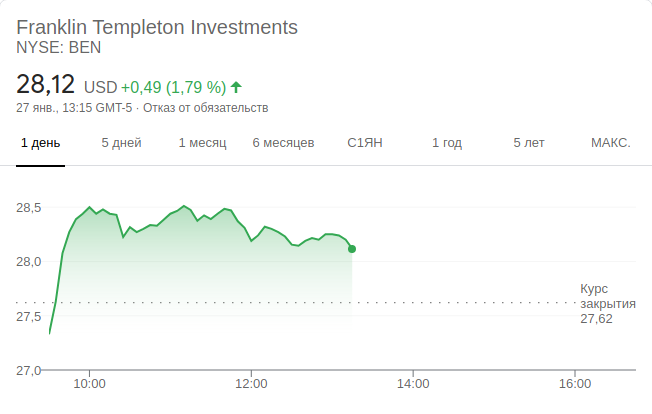 Franklin Templeton Investments
NYSE: BEN
28,12 USD +0,49 (1,79 %)
27 янв., 13:15 GMT-5 · Отказ от обязательств
1 день 5 дней 1 месяц 6 месяцев С1ЯН 1 год 5 лет МАКС.
28,5
28,0
Курс
закрытия
27,62
27,5
27,0
10:00 12:00 14:00 16:00